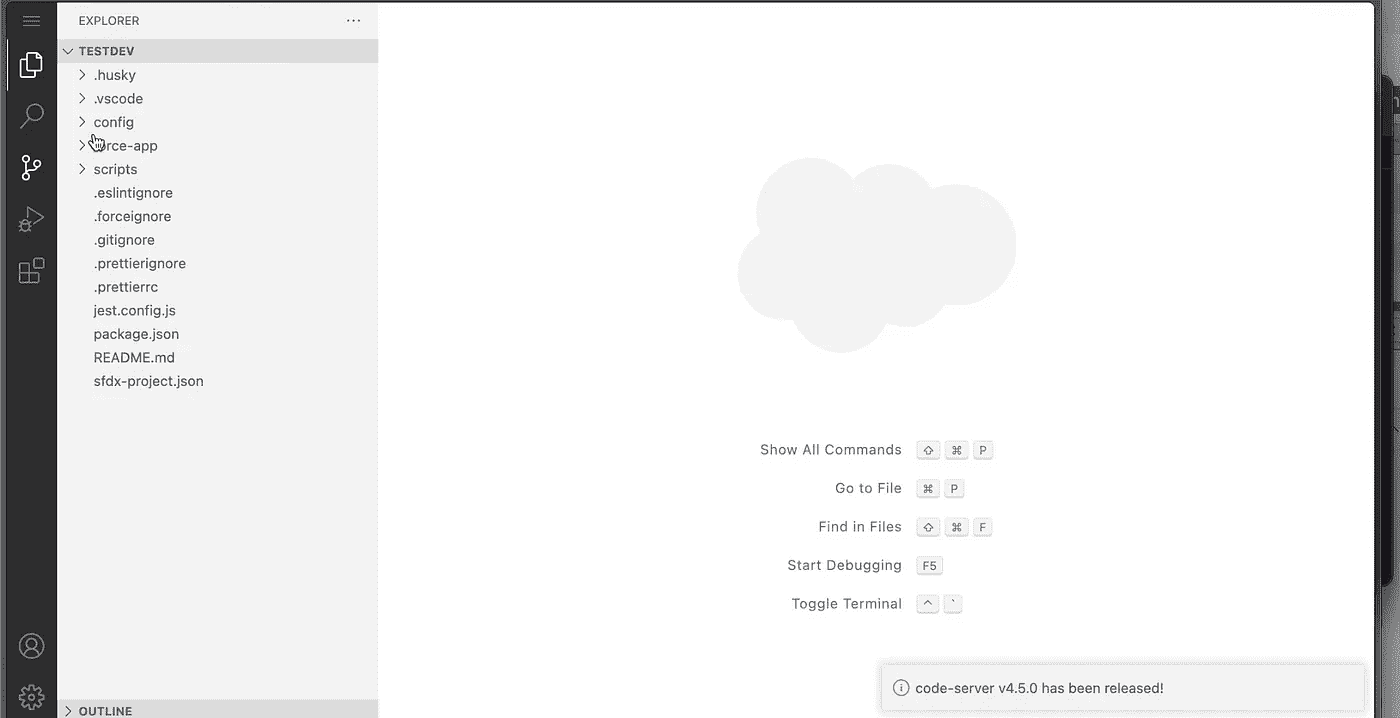 EXPLORER
TESTDEV
.husky
.vscode
config
rce-app
scripts
.eslintignore
.forceignore
.gitignore
.prettierignore
.prettierrc
jest.config.js
package.json
README.md
sfdx-project.json
OUTLINE
Show All Commands ⇧ ⌘ P
Go to File ⌘ P
Find in Files ⇧ ⌘ F
Start Debugging F5
Toggle Terminal ^ `
code-server v4.5.0 has been released!